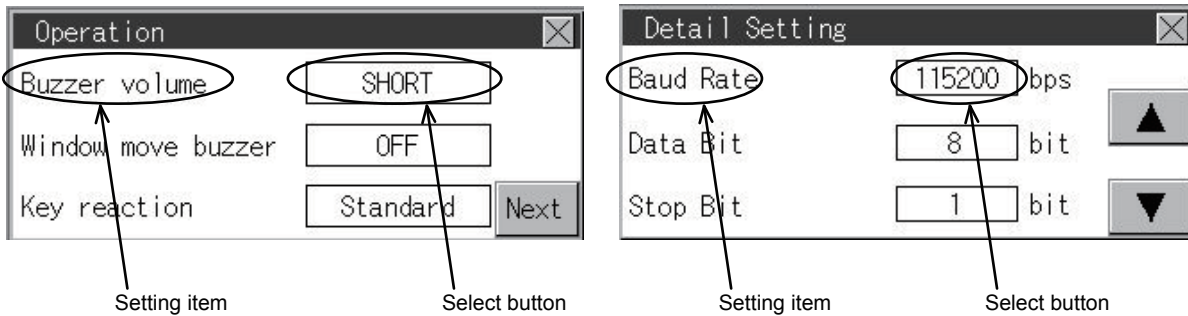 Operation
Buzzer volume SHORT
Window move buzzer OFF
Key reaction Standard Next
Setting item Select button
Detail Setting
Baud Rate 115200 bps
Data Bit 8 bit
Stop Bit 1 bit
Setting item Select button